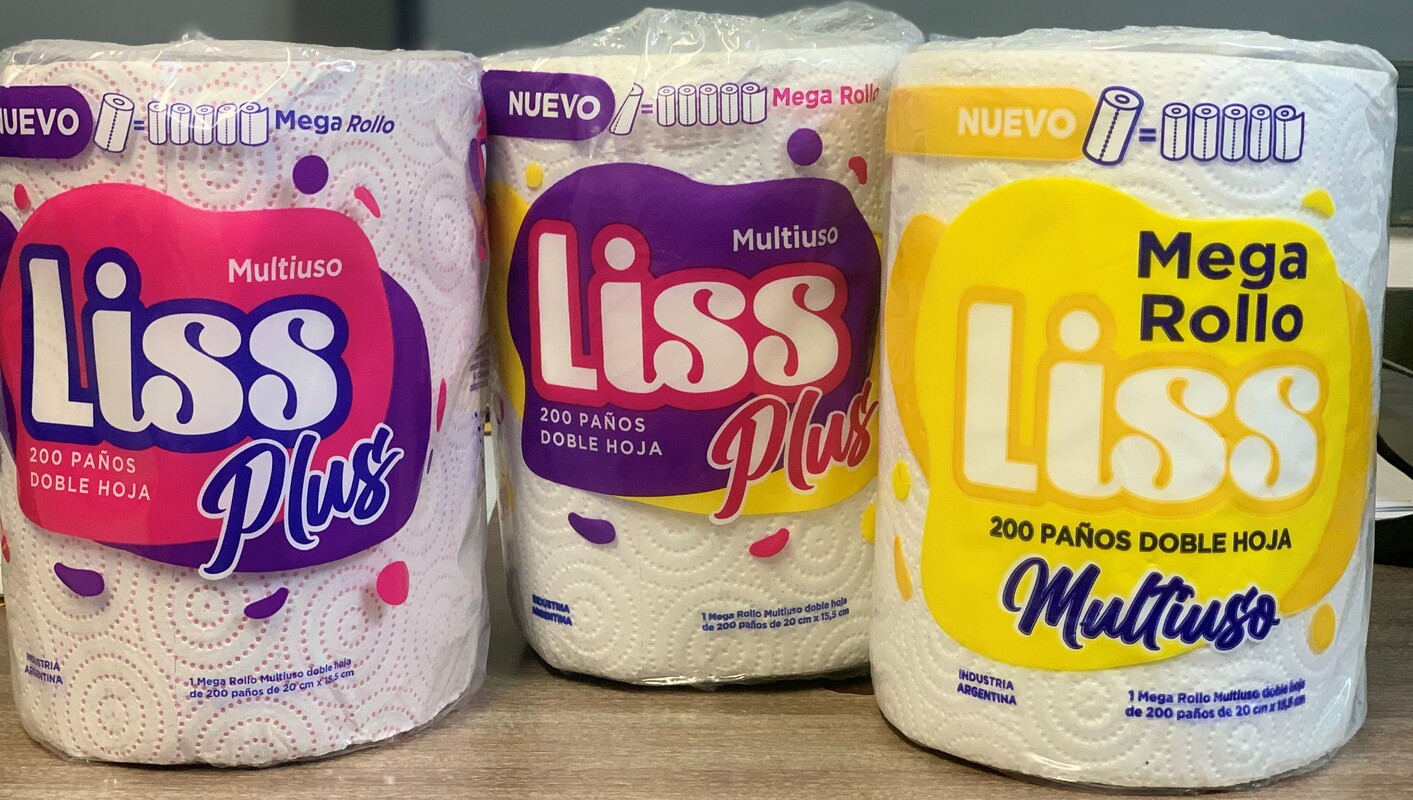 NUEVO
= Mega Rollo
Multiuso
Liss
200 PAÑOS
DOBLE HOJA
Plus
INDUSTRIA
ARGENTINA
1 Mega Rollo Multiuso doble hoja
de 200 paños de 20 cm x 15,5 cm
NUEVO
= Mega Rollo
Multiuso
Liss
200 PAÑOS
DOBLE HOJA
Plus
INDUSTRIA
ARGENTINA
1 Mega Rollo Multiuso doble hoja
de 200 paños de 20 cm x 15,5 cm
NUEVO =
Mega
Rollo
Liss
200 PAÑOS DOBLE HOJA
Multiuso
INDUSTRIA
ARGENTINA
1 Mega Rollo Multiuso doble hoja
de 200 paños de 20 cm x 15,5 cm